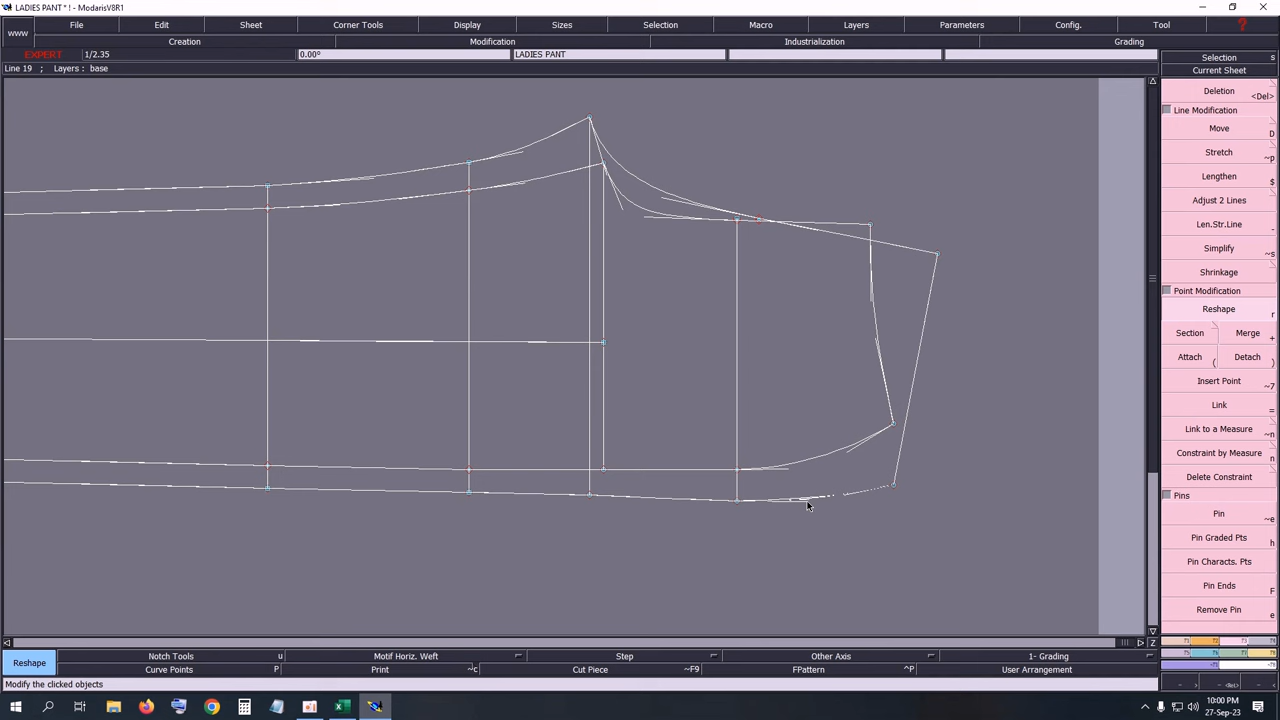 LADIES PANT * ! - ModarisV8R1
www
File
Edit
Sheet
Corner Tools
Display
Sizes
Selection
Macro
Layers
Parameters
Config.
Tool
?
Creation
Modification
Industrialization
Grading
EXPERT
1/2.35
0.00º
LADIES PANT
Line 19 ; Layers : base
Selection s
Current Sheet
Deletion
<Del>
Line Modification
Move D
Stretch ~p
Lengthen $
Adjust 2 Lines
Len.Str.Line -
Simplify ~s
Shrinkage
Point Modification
Reshape r
Section
Merge +
Attach (
Detach )
Insert Point ~7
Link =
Link to a Measure ~n
Constraint by Measure n
Delete Constraint
Pins
Pin ~e
Pin Graded Pts h
Pin Characts. Pts
Pin Ends F
Remove Pin e
Z
Reshape
Notch Tools u
Motif Horiz. Weft
Step
Other Axis
1- Grading
Curve Points
Print ~c
Cut Piece ~F9
FPattern ^P
User Arrangement
Modify the clicked objects
10:00 PM
27-Sep-23